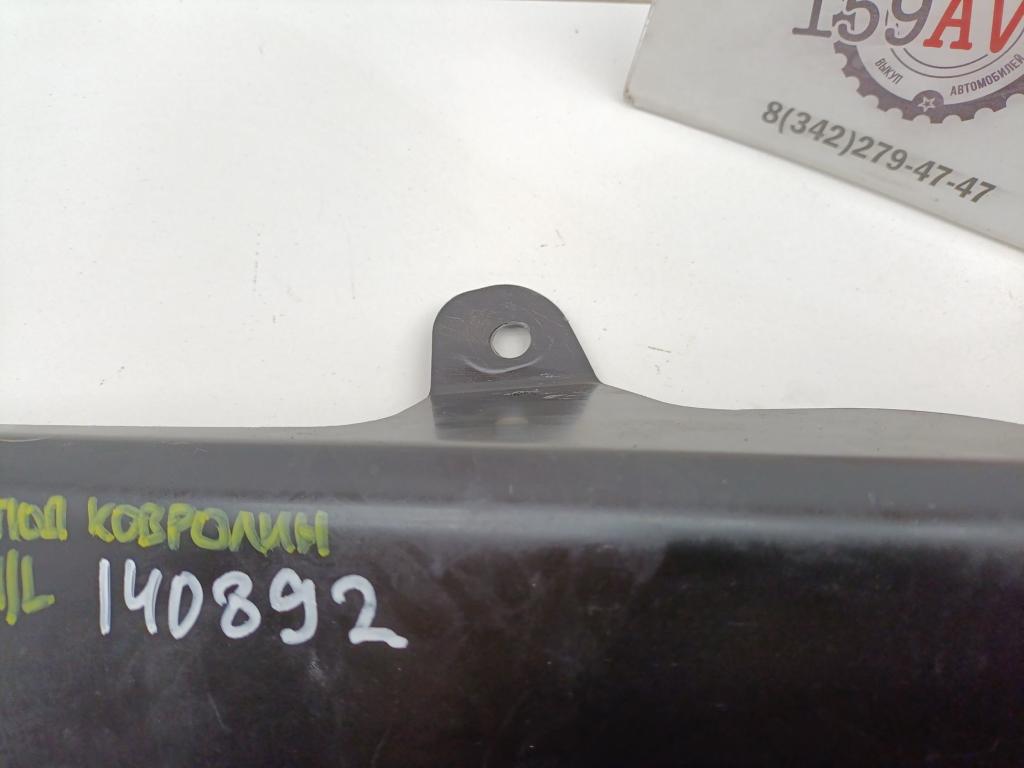 159AV
ВЫКУП АВТОМОБИЛЕЙ
8(342)279-47-47
ПОД КОВРОЛИН
140892